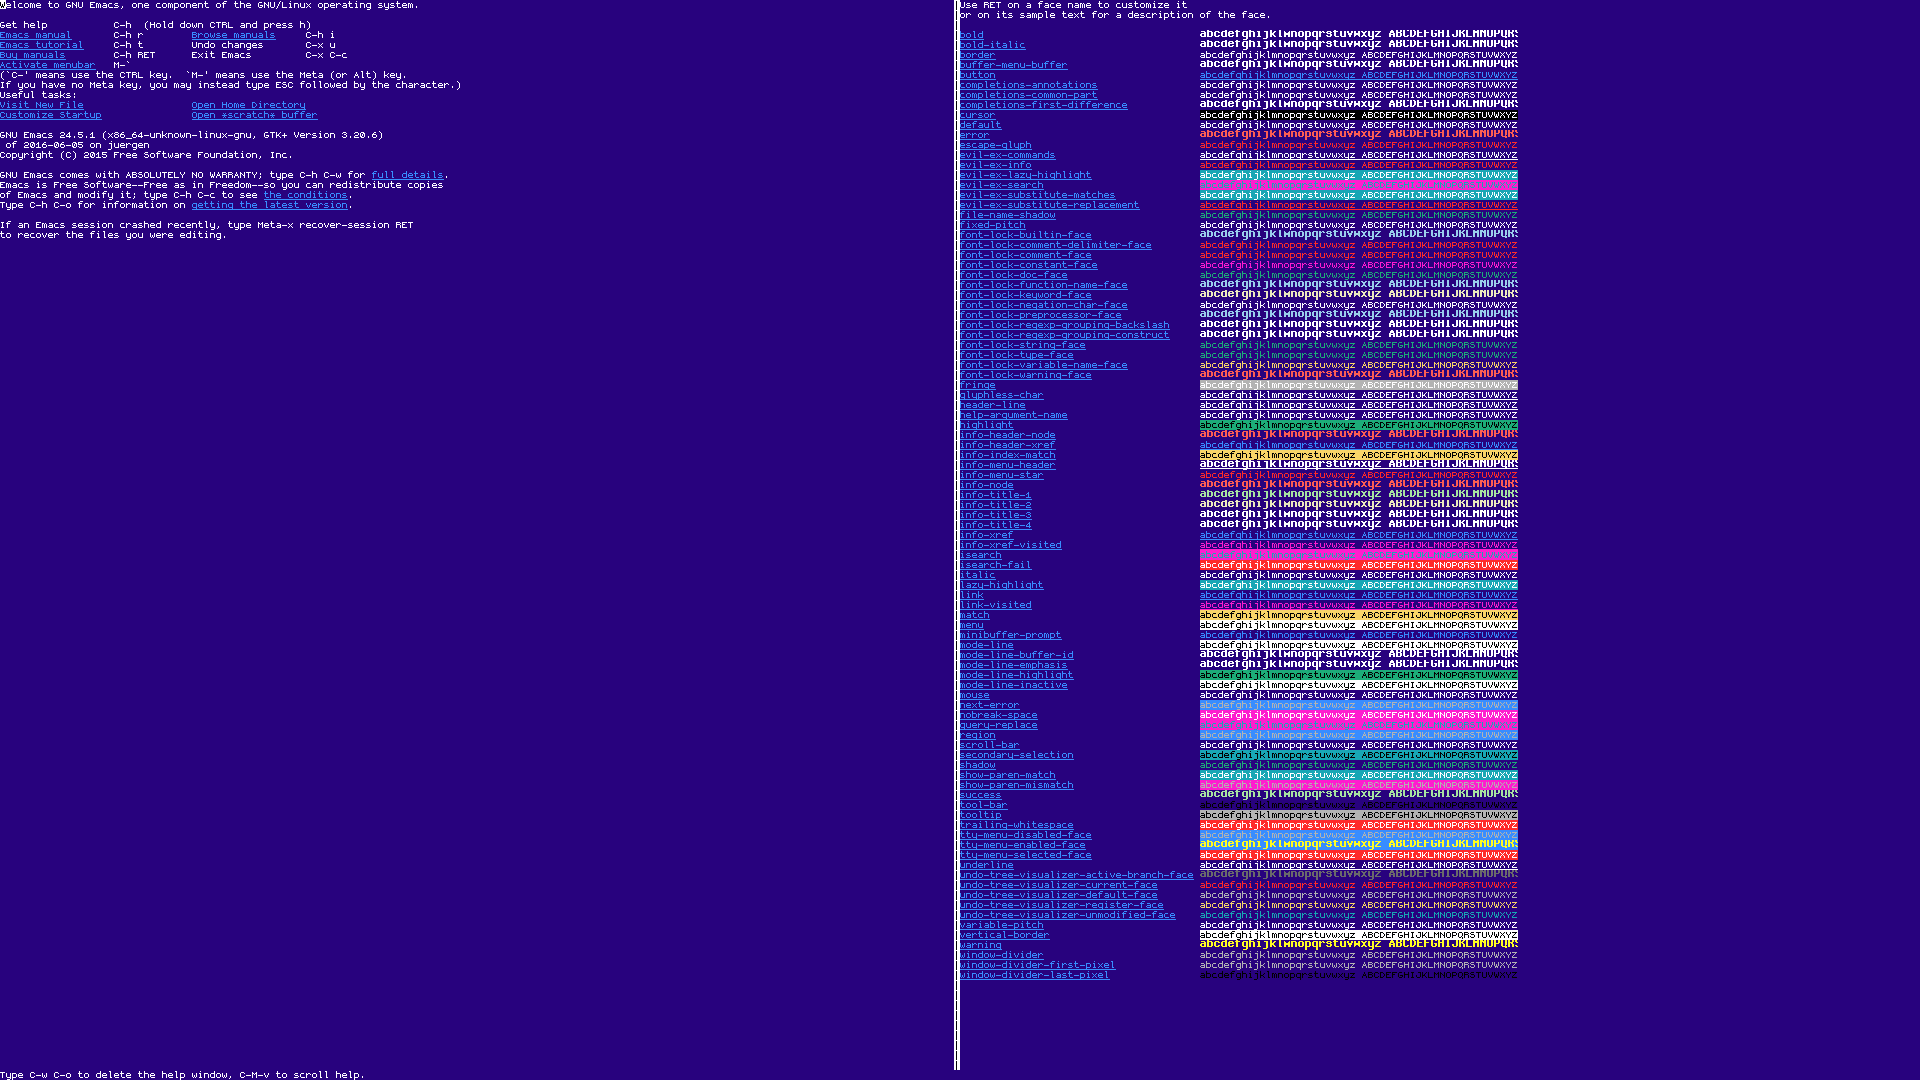 Welcome to GNU Emacs, one component of the GNU/Linux operating system.
Get help C-h (Hold down CTRL and press h)
Emacs manual C-h r Browse manuals C-h i
Emacs tutorial C-h t Undo changes C-x u
Buy manuals C-h RET Exit Emacs C-x C-c
Activate menubar M-`
(`C-' means use the CTRL key. `M-' means use the Meta (or Alt) key.
If you have no Meta key, you may instead type ESC followed by the character.)
Useful tasks:
Visit New File Open Home Directory
Customize Startup Open *scratch* buffer
GNU Emacs 24.5.1 (x86_64-unknown-linux-gnu, GTK+ Version 3.20.6)
of 2016-06-05 on juergen
Copyright (C) 2015 Free Software Foundation, Inc.
GNU Emacs comes with ABSOLUTELY NO WARRANTY; type C-h C-w for full details.
Emacs is Free Software--Free as in Freedom--so you can redistribute copies
of Emacs and modify it; type C-h C-c to see the conditions.
Type C-h C-o for information on getting the latest version.
If an Emacs session crashed recently, type Meta-x recover-session RET
to recover the files you were editing.
Use RET on a face name to customize it
or on its sample text for a description of the face.
bold abcdefghijklmnopqrstuvwxyz ABCDEFGHIJKLMNOPQRS
bold-italic abcdefghijklmnopqrstuvwxyz ABCDEFGHIJKLMNOPQRS
border abcdefghijklmnopqrstuvwxyz ABCDEFGHIJKLMNOPQRSTUVWXYZ
buffer-menu-buffer abcdefghijklmnopqrstuvwxyz ABCDEFGHIJKLMNOPQRS
button abcdefghijklmnopqrstuvwxyz ABCDEFGHIJKLMNOPQRSTUVWXYZ
completions-annotations abcdefghijklmnopqrstuvwxyz ABCDEFGHIJKLMNOPQRSTUVWXYZ
completions-common-part abcdefghijklmnopqrstuvwxyz ABCDEFGHIJKLMNOPQRSTUVWXYZ
completions-first-difference abcdefghijklmnopqrstuvwxyz ABCDEFGHIJKLMNOPQRS
cursor abcdefghijklmnopqrstuvwxyz ABCDEFGHIJKLMNOPQRSTUVWXYZ
default abcdefghijklmnopqrstuvwxyz ABCDEFGHIJKLMNOPQRSTUVWXYZ
error abcdefghijklmnopqrstuvwxyz ABCDEFGHIJKLMNOPQRS
escape-glyph abcdefghijklmnopqrstuvwxyz ABCDEFGHIJKLMNOPQRSTUVWXYZ
evil-ex-commands abcdefghijklmnopqrstuvwxyz ABCDEFGHIJKLMNOPQRSTUVWXYZ
evil-ex-info abcdefghijklmnopqrstuvwxyz ABCDEFGHIJKLMNOPQRSTUVWXYZ
evil-ex-lazy-highlight abcdefghijklmnopqrstuvwxyz ABCDEFGHIJKLMNOPQRSTUVWXYZ
evil-ex-search abcdefghijklmnopqrstuvwxyz ABCDEFGHIJKLMNOPQRSTUVWXYZ
evil-ex-substitute-matches abcdefghijklmnopqrstuvwxyz ABCDEFGHIJKLMNOPQRSTUVWXYZ
evil-ex-substitute-replacement abcdefghijklmnopqrstuvwxyz ABCDEFGHIJKLMNOPQRSTUVWXYZ
file-name-shadow abcdefghijklmnopqrstuvwxyz ABCDEFGHIJKLMNOPQRSTUVWXYZ
fixed-pitch abcdefghijklmnopqrstuvwxyz ABCDEFGHIJKLMNOPQRSTUVWXYZ
font-lock-builtin-face abcdefghijklmnopqrstuvwxyz ABCDEFGHIJKLMNOPQRS
font-lock-comment-delimiter-face abcdefghijklmnopqrstuvwxyz ABCDEFGHIJKLMNOPQRSTUVWXYZ
font-lock-comment-face abcdefghijklmnopqrstuvwxyz ABCDEFGHIJKLMNOPQRSTUVWXYZ
font-lock-constant-face abcdefghijklmnopqrstuvwxyz ABCDEFGHIJKLMNOPQRSTUVWXYZ
font-lock-doc-face abcdefghijklmnopqrstuvwxyz ABCDEFGHIJKLMNOPQRSTUVWXYZ
font-lock-function-name-face abcdefghijklmnopqrstuvwxyz ABCDEFGHIJKLMNOPQRS
font-lock-keyword-face abcdefghijklmnopqrstuvwxyz ABCDEFGHIJKLMNOPQRS
font-lock-negation-char-face abcdefghijklmnopqrstuvwxyz ABCDEFGHIJKLMNOPQRSTUVWXYZ
font-lock-preprocessor-face abcdefghijklmnopqrstuvwxyz ABCDEFGHIJKLMNOPQRS
font-lock-regexp-grouping-backslash abcdefghijklmnopqrstuvwxyz ABCDEFGHIJKLMNOPQRS
font-lock-regexp-grouping-construct abcdefghijklmnopqrstuvwxyz ABCDEFGHIJKLMNOPQRS
font-lock-string-face abcdefghijklmnopqrstuvwxyz ABCDEFGHIJKLMNOPQRSTUVWXYZ
font-lock-type-face abcdefghijklmnopqrstuvwxyz ABCDEFGHIJKLMNOPQRSTUVWXYZ
font-lock-variable-name-face abcdefghijklmnopqrstuvwxyz ABCDEFGHIJKLMNOPQRSTUVWXYZ
font-lock-warning-face abcdefghijklmnopqrstuvwxyz ABCDEFGHIJKLMNOPQRS
fringe abcdefghijklmnopqrstuvwxyz ABCDEFGHIJKLMNOPQRSTUVWXYZ
glyphless-char abcdefghijklmnopqrstuvwxyz ABCDEFGHIJKLMNOPQRSTUVWXYZ
header-line abcdefghijklmnopqrstuvwxyz ABCDEFGHIJKLMNOPQRSTUVWXYZ
help-argument-name abcdefghijklmnopqrstuvwxyz ABCDEFGHIJKLMNOPQRSTUVWXYZ
highlight abcdefghijklmnopqrstuvwxyz ABCDEFGHIJKLMNOPQRSTUVWXYZ
info-header-node abcdefghijklmnopqrstuvwxyz ABCDEFGHIJKLMNOPQRS
info-header-xref abcdefghijklmnopqrstuvwxyz ABCDEFGHIJKLMNOPQRSTUVWXYZ
info-index-match abcdefghijklmnopqrstuvwxyz ABCDEFGHIJKLMNOPQRSTUVWXYZ
info-menu-header abcdefghijklmnopqrstuvwxyz ABCDEFGHIJKLMNOPQRS
info-menu-star abcdefghijklmnopqrstuvwxyz ABCDEFGHIJKLMNOPQRSTUVWXYZ
info-node abcdefghijklmnopqrstuvwxyz ABCDEFGHIJKLMNOPQRS
info-title-1 abcdefghijklmnopqrstuvwxyz ABCDEFGHIJKLMNOPQRS
info-title-2 abcdefghijklmnopqrstuvwxyz ABCDEFGHIJKLMNOPQRS
info-title-3 abcdefghijklmnopqrstuvwxyz ABCDEFGHIJKLMNOPQRS
info-title-4 abcdefghijklmnopqrstuvwxyz ABCDEFGHIJKLMNOPQRS
info-xref abcdefghijklmnopqrstuvwxyz ABCDEFGHIJKLMNOPQRSTUVWXYZ
info-xref-visited abcdefghijklmnopqrstuvwxyz ABCDEFGHIJKLMNOPQRSTUVWXYZ
isearch abcdefghijklmnopqrstuvwxyz ABCDEFGHIJKLMNOPQRSTUVWXYZ
isearch-fail abcdefghijklmnopqrstuvwxyz ABCDEFGHIJKLMNOPQRSTUVWXYZ
italic abcdefghijklmnopqrstuvwxyz ABCDEFGHIJKLMNOPQRSTUVWXYZ
lazy-highlight abcdefghijklmnopqrstuvwxyz ABCDEFGHIJKLMNOPQRSTUVWXYZ
link abcdefghijklmnopqrstuvwxyz ABCDEFGHIJKLMNOPQRSTUVWXYZ
link-visited abcdefghijklmnopqrstuvwxyz ABCDEFGHIJKLMNOPQRSTUVWXYZ
match abcdefghijklmnopqrstuvwxyz ABCDEFGHIJKLMNOPQRSTUVWXYZ
menu abcdefghijklmnopqrstuvwxyz ABCDEFGHIJKLMNOPQRSTUVWXYZ
minibuffer-prompt abcdefghijklmnopqrstuvwxyz ABCDEFGHIJKLMNOPQRSTUVWXYZ
mode-line abcdefghijklmnopqrstuvwxyz ABCDEFGHIJKLMNOPQRSTUVWXYZ
mode-line-buffer-id abcdefghijklmnopqrstuvwxyz ABCDEFGHIJKLMNOPQRS
mode-line-emphasis abcdefghijklmnopqrstuvwxyz ABCDEFGHIJKLMNOPQRS
mode-line-highlight abcdefghijklmnopqrstuvwxyz ABCDEFGHIJKLMNOPQRSTUVWXYZ
mode-line-inactive abcdefghijklmnopqrstuvwxyz ABCDEFGHIJKLMNOPQRSTUVWXYZ
mouse abcdefghijklmnopqrstuvwxyz ABCDEFGHIJKLMNOPQRSTUVWXYZ
next-error abcdefghijklmnopqrstuvwxyz ABCDEFGHIJKLMNOPQRSTUVWXYZ
nobreak-space abcdefghijklmnopqrstuvwxyz ABCDEFGHIJKLMNOPQRSTUVWXYZ
query-replace abcdefghijklmnopqrstuvwxyz ABCDEFGHIJKLMNOPQRSTUVWXYZ
region abcdefghijklmnopqrstuvwxyz ABCDEFGHIJKLMNOPQRSTUVWXYZ
scroll-bar abcdefghijklmnopqrstuvwxyz ABCDEFGHIJKLMNOPQRSTUVWXYZ
secondary-selection abcdefghijklmnopqrstuvwxyz ABCDEFGHIJKLMNOPQRSTUVWXYZ
shadow abcdefghijklmnopqrstuvwxyz ABCDEFGHIJKLMNOPQRSTUVWXYZ
show-paren-match abcdefghijklmnopqrstuvwxyz ABCDEFGHIJKLMNOPQRSTUVWXYZ
show-paren-mismatch abcdefghijklmnopqrstuvwxyz ABCDEFGHIJKLMNOPQRSTUVWXYZ
success abcdefghijklmnopqrstuvwxyz ABCDEFGHIJKLMNOPQRS
tool-bar abcdefghijklmnopqrstuvwxyz ABCDEFGHIJKLMNOPQRSTUVWXYZ
tooltip abcdefghijklmnopqrstuvwxyz ABCDEFGHIJKLMNOPQRSTUVWXYZ
trailing-whitespace abcdefghijklmnopqrstuvwxyz ABCDEFGHIJKLMNOPQRSTUVWXYZ
tty-menu-disabled-face abcdefghijklmnopqrstuvwxyz ABCDEFGHIJKLMNOPQRSTUVWXYZ
tty-menu-enabled-face abcdefghijklmnopqrstuvwxyz ABCDEFGHIJKLMNOPQRS
tty-menu-selected-face abcdefghijklmnopqrstuvwxyz ABCDEFGHIJKLMNOPQRSTUVWXYZ
underline abcdefghijklmnopqrstuvwxyz ABCDEFGHIJKLMNOPQRSTUVWXYZ
undo-tree-visualizer-active-branch-face abcdefghijklmnopqrstuvwxyz ABCDEFGHIJKLMNOPQRS
undo-tree-visualizer-current-face abcdefghijklmnopqrstuvwxyz ABCDEFGHIJKLMNOPQRSTUVWXYZ
undo-tree-visualizer-default-face abcdefghijklmnopqrstuvwxyz ABCDEFGHIJKLMNOPQRSTUVWXYZ
undo-tree-visualizer-register-face abcdefghijklmnopqrstuvwxyz ABCDEFGHIJKLMNOPQRSTUVWXYZ
undo-tree-visualizer-unmodified-face abcdefghijklmnopqrstuvwxyz ABCDEFGHIJKLMNOPQRSTUVWXYZ
variable-pitch abcdefghijklmnopqrstuvwxyz ABCDEFGHIJKLMNOPQRSTUVWXYZ
vertical-border abcdefghijklmnopqrstuvwxyz ABCDEFGHIJKLMNOPQRSTUVWXYZ
warning abcdefghijklmnopqrstuvwxyz ABCDEFGHIJKLMNOPQRS
window-divider abcdefghijklmnopqrstuvwxyz ABCDEFGHIJKLMNOPQRSTUVWXYZ
window-divider-first-pixel abcdefghijklmnopqrstuvwxyz ABCDEFGHIJKLMNOPQRSTUVWXYZ
window-divider-last-pixel abcdefghijklmnopqrstuvwxyz ABCDEFGHIJKLMNOPQRSTUVWXYZ
Type C-w C-o to delete the help window, C-M-v to scroll help.